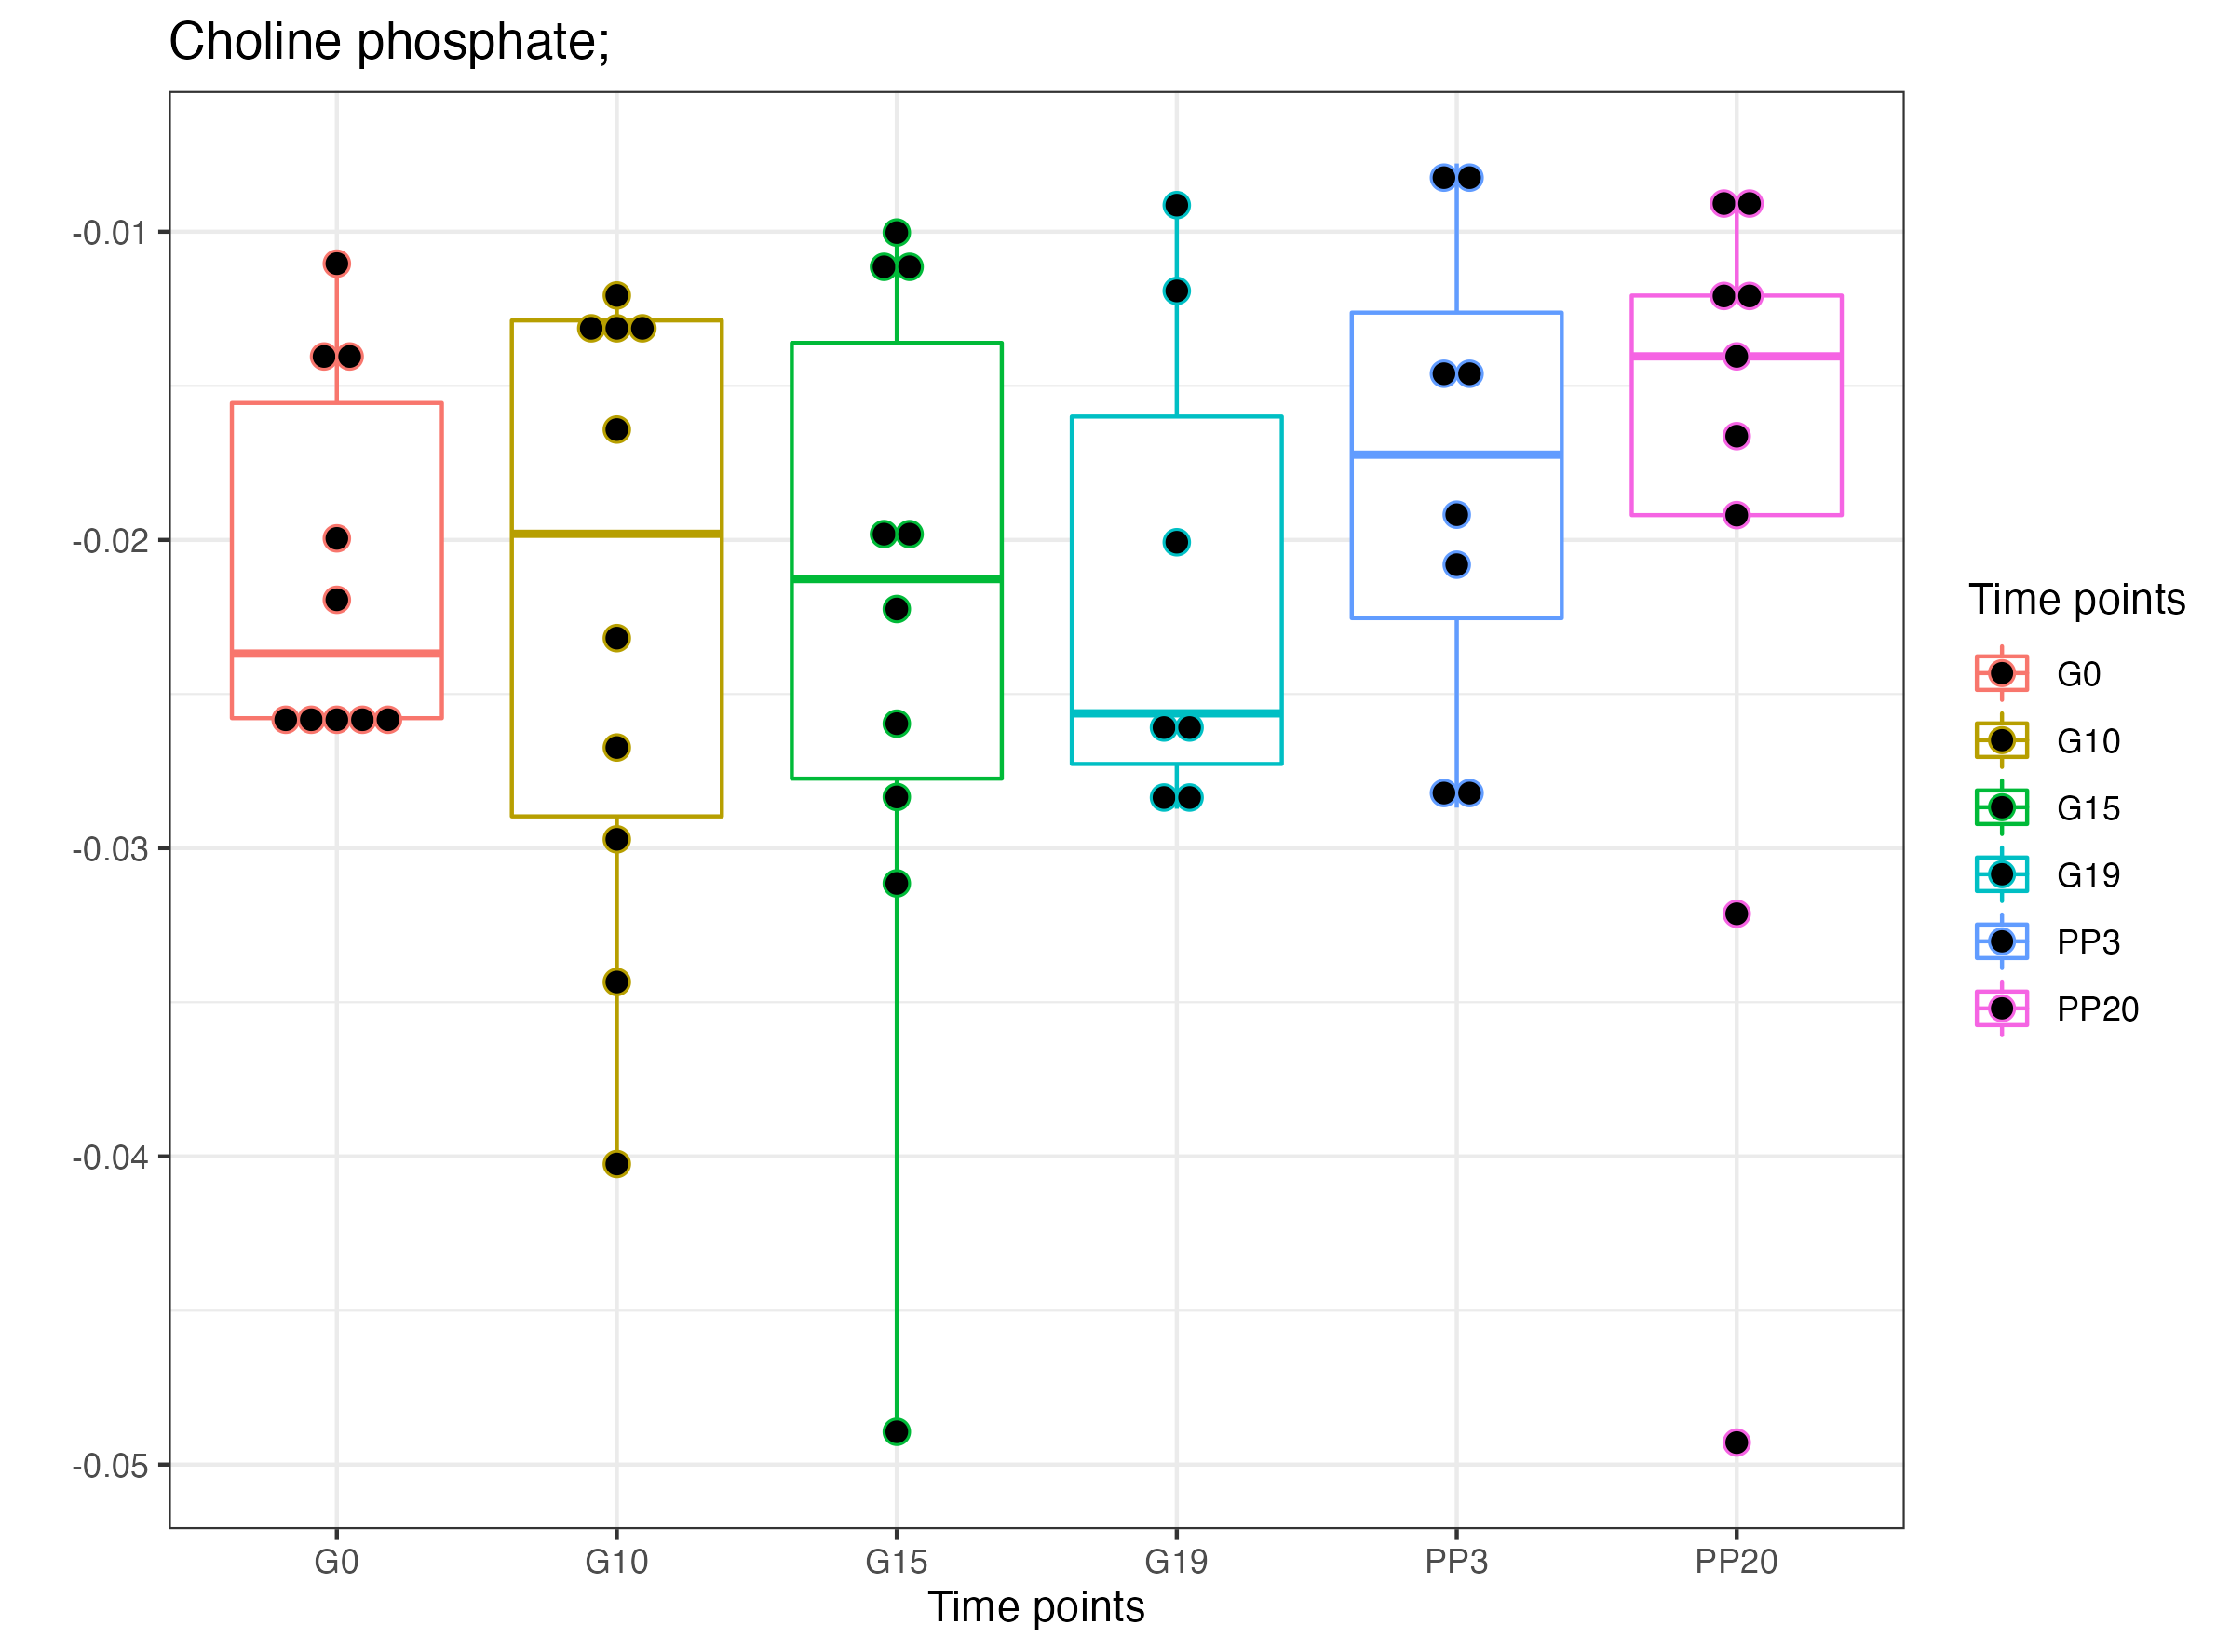 Choline phosphate;
-0.01
-0.02
-0.03
-0.04
-0.05
G0 G10 G15 G19 PP3 PP20
Time points
Time points
G0
G10
G15
G19
PP3
PP20